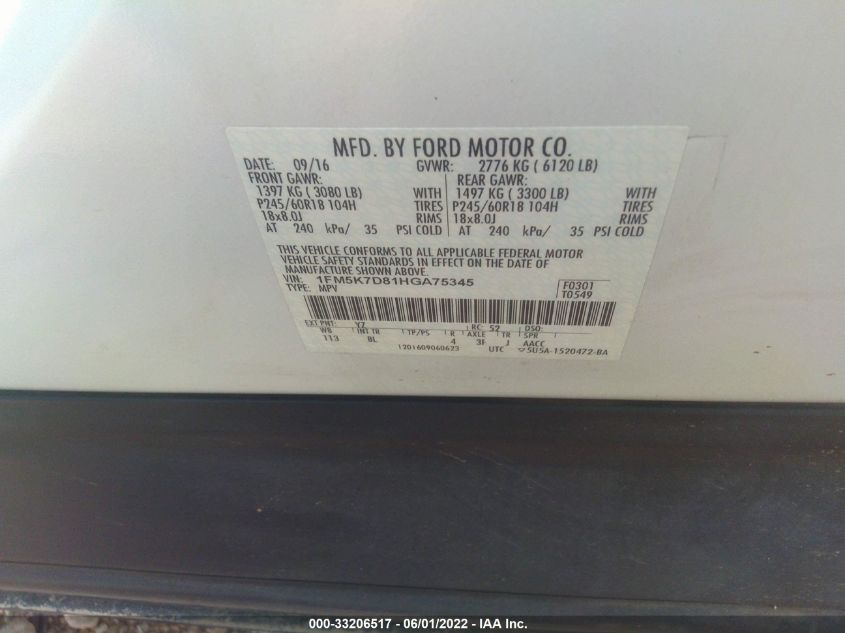 MFD. BY FORD MOTOR CO.
DATE: 09/16 GVWR: 2776 KG ( 6120 LB)
FRONT GAWR: REAR GAWR:
1397 KG ( 3080 LB) WITH 1497 KG ( 3300 LB) WITH
P245/60R18 104H TIRES P245/60R18 104H TIRES
18x8.0J RIMS 18x8.0J RIMS
AT 240 kPa/ 35 PSI COLD AT 240 kPa/ 35 PSI COLD
THIS VEHICLE CONFORMS TO ALL APPLICABLE FEDERAL MOTOR
VEHICLE SAFETY STANDARDS IN EFFECT ON THE DATE OF
MANUFACTURE SHOWN ABOVE.
VIN: 1FM5K7D81HGA75345 F0301
TYPE: MPV T0549
EXT PNT: YZ RC: 52 DSO:
WB INT TR TP/PS R AXLE TR SPR
113 BL 4 3F J AACC
1201609060623 UTC 5U5A-1520472-BA
000-33206517 - 06/01/2022 - IAA Inc.